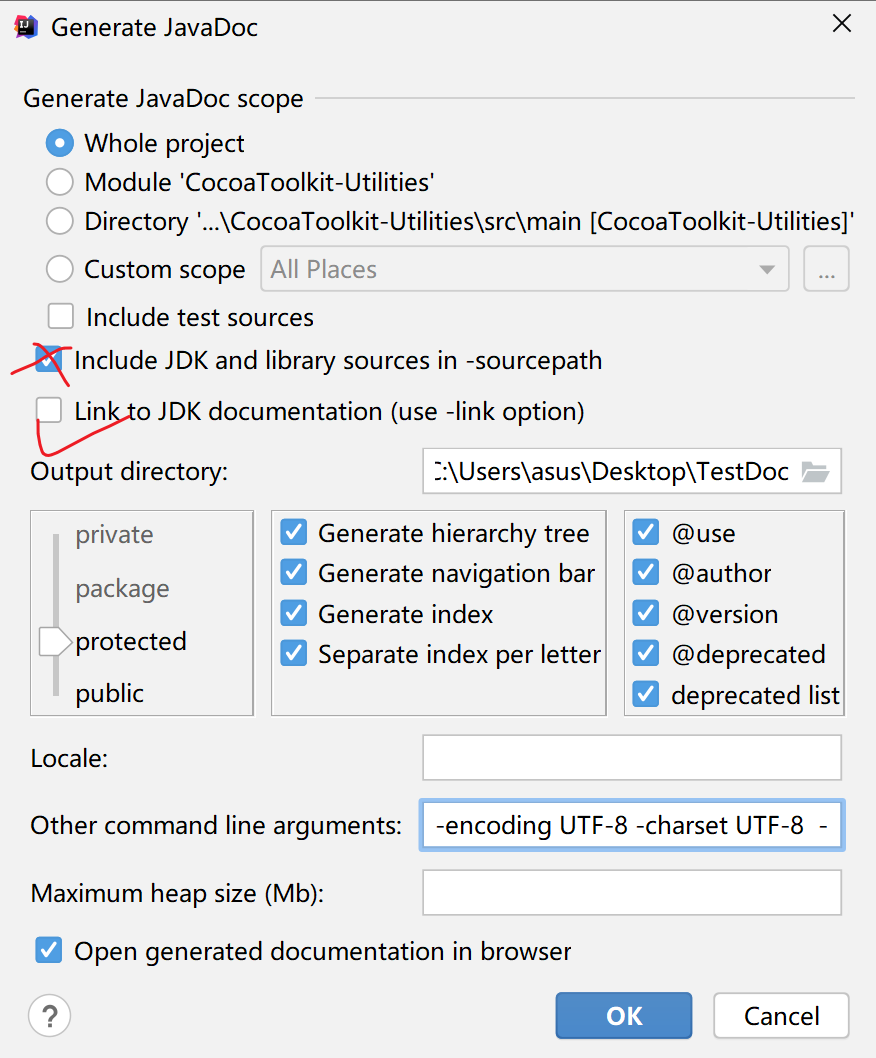 Generate JavaDoc
Generate JavaDoc scope
Whole project
Module 'CocoaToolkit-Utilities'
Directory '...\CocoaToolkit-Utilities\src\main [CocoaToolkit-Utilities]'
Custom scope All Places ...
Include test sources
Include JDK and library sources in -sourcepath
Link to JDK documentation (use -link option)
Output directory: C:\Users\asus\Desktop\TestDoc
private
package
protected
public
Generate hierarchy tree
Generate navigation bar
Generate index
Separate index per letter
@use
@author
@version
@deprecated
deprecated list
Locale:
Other command line arguments: -encoding UTF-8 -charset UTF-8 -
Maximum heap size (Mb):
Open generated documentation in browser
? OK Cancel